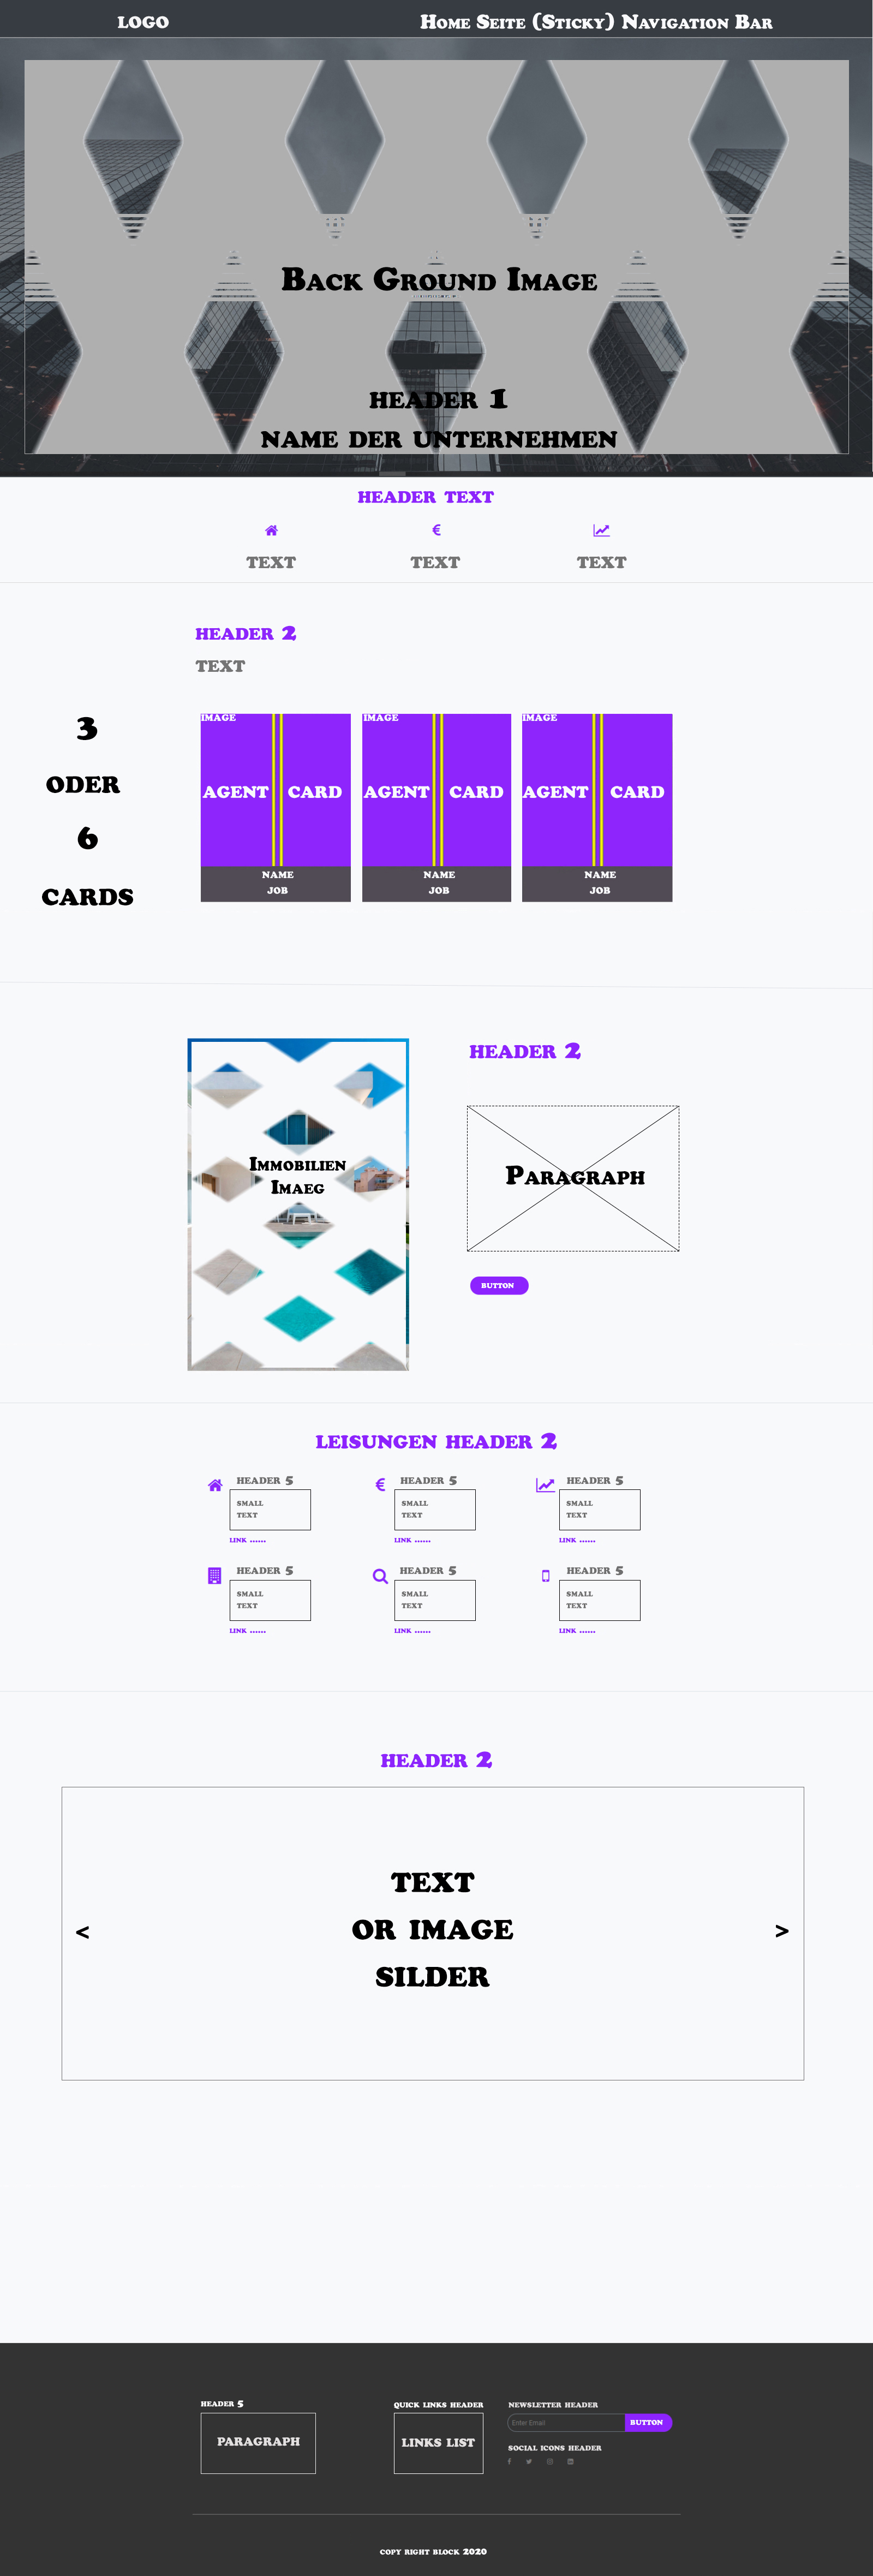 LOGO
Home Seite (Sticky) Navigation Bar
Back Ground Image
HEADER 1
NAME DER UNTERNEHMEN
HEADER TEXT
€
TEXT TEXT TEXT
HEADER 2
TEXT
3
ODER
6
CARDS
IMAGE IMAGE IMAGE
AGENT CARD AGENT CARD AGENT CARD
NAME NAME NAME
JOB JOB JOB
Immobilien
Imaeg
HEADER 2
Paragraph
BUTTON
LEISUNGEN HEADER 2
HEADER 5 € HEADER 5 HEADER 5
SMALL SMALL SMALL
TEXT TEXT TEXT
LINK ...... LINK ...... LINK ......
HEADER 5 HEADER 5 HEADER 5
SMALL SMALL SMALL
TEXT TEXT TEXT
LINK ...... LINK ...... LINK ......
HEADER 2
TEXT
OR IMAGE
SILDER
< >
HEADER 5
PARAGRAPH
QUICK LINKS HEADER
LINKS LIST
NEWSLETTER HEADER
Enter Email BUTTON
SOCIAL ICONS HEADER
COPY RIGHT BLOCK 2020